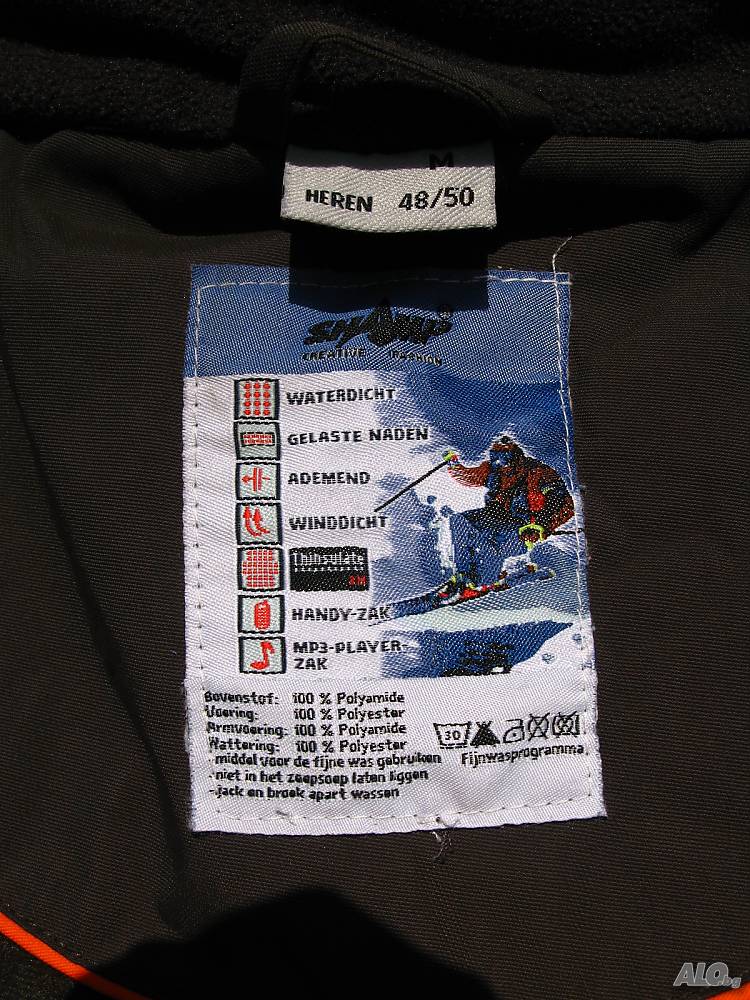 M
HEREN 48/50
SHAMP®
CREATIVE FASHION
WATERDICHT
GELASTE NADEN
ADEMEND
WINDDICHT
Thinsulate
3M
HANDY-ZAK
MP3-PLAYER-
ZAK
Bovenstof: 100 % Polyamide
Voering: 100 % Polyester
Armvoering: 100 % Polyamide
Wattering: 100 % Polyester
-middel voor de fijne was gebruiken
-niet in het zeepsop laten liggen
-jack en broek apart wassen
30
Fijnwasprogramma
ALO.bg